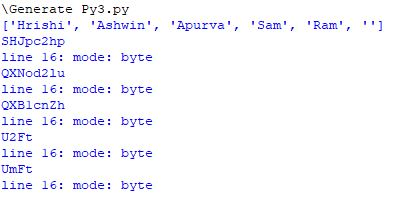 \Generate Py3.py
['Hrishi', 'Ashwin', 'Apurva', 'Sam', 'Ram', '']
SHJpc2hp
line 16: mode: byte
QXNod2lu
line 16: mode: byte
QXB1cnZh
line 16: mode: byte
U2Ft
line 16: mode: byte
UmFt
line 16: mode: byte